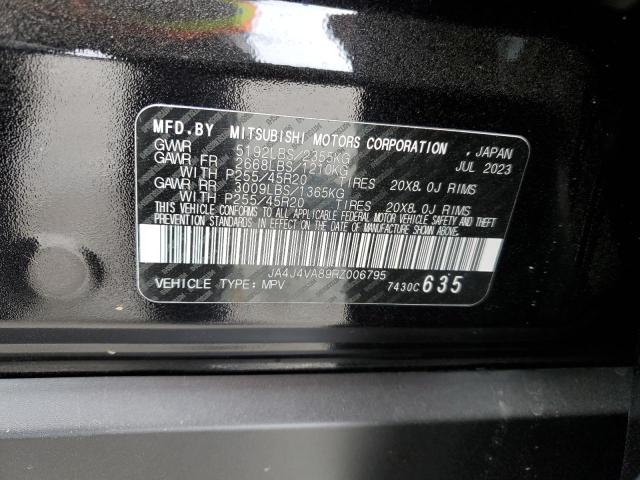 MFD.BY MITSUBISHI MOTORS CORPORATION . JAPAN
GVWR 5192LBS/2355KG JUL 2023
GAWR FR 2668LBS/1210KG
WITH P255/45R20 TIRES 20X8.0J RIMS
GAWR RR 3009LBS/1365KG
WITH P255/45R20 TIRES 20X8.0J RIMS
THIS VEHICLE CONFORMS TO ALL APPLICABLE FEDERAL MOTOR VEHICLE SAFETY AND THEFT
PREVENTION STANDARDS IN EFFECT ON THE DATE OF MANUFACTURE SHOWN ABOVE.
JA4J4VA89RZ006795
VEHICLE TYPE: MPV 7430C 635